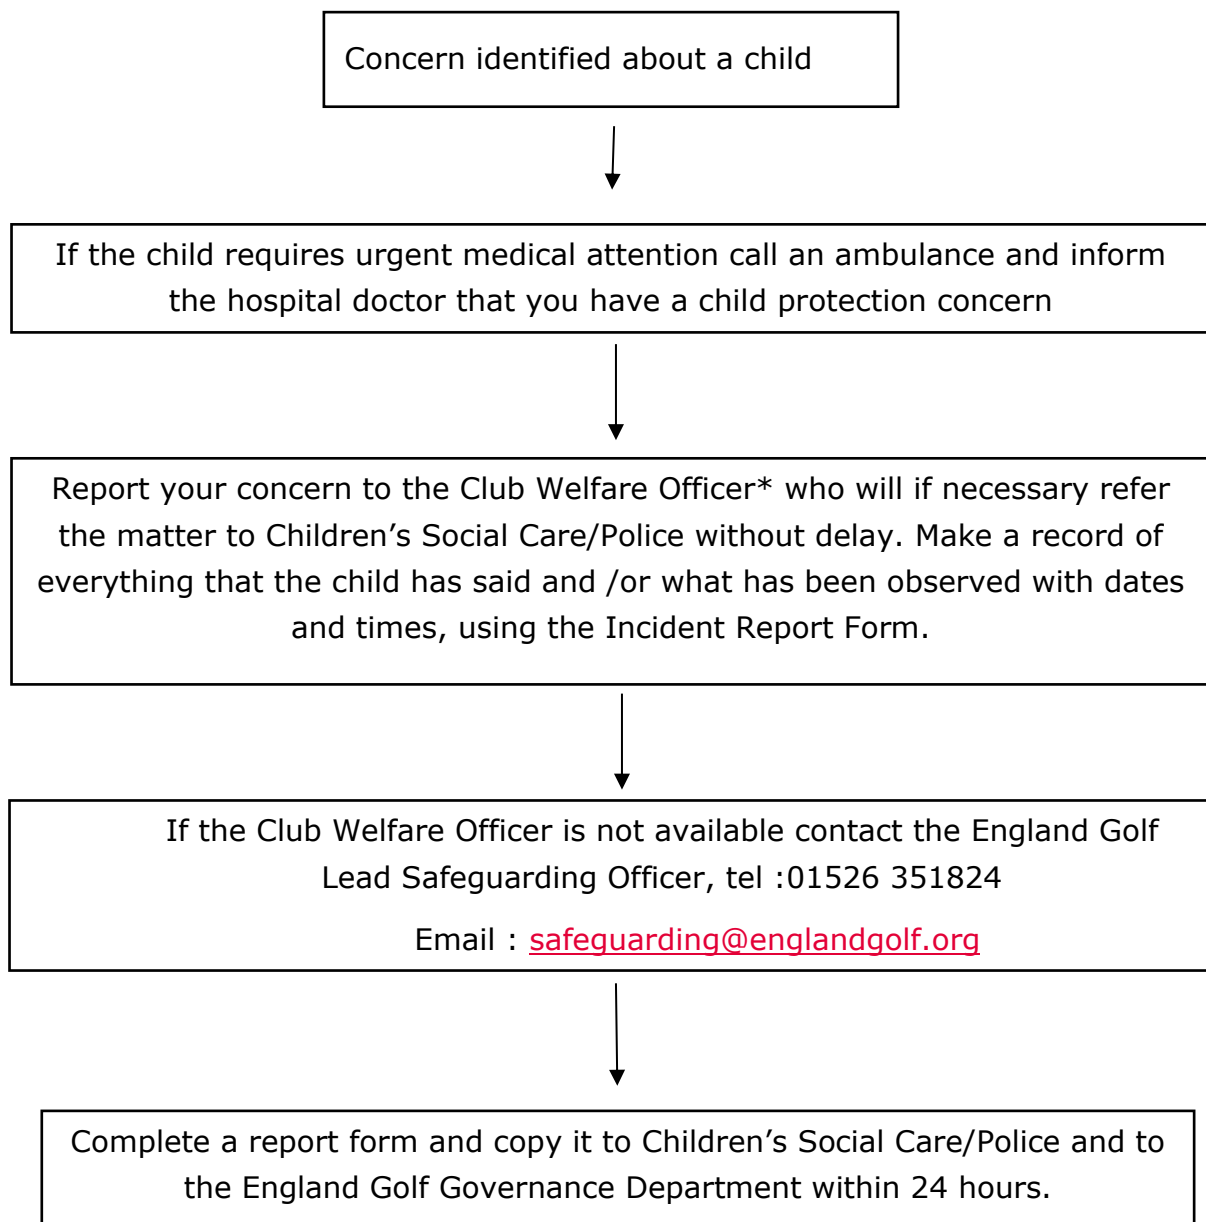 Concern identified about a child
If the child requires urgent medical attention call an ambulance and inform
the hospital doctor that you have a child protection concern
Report your concern to the Club Welfare Officer* who will if necessary refer
the matter to Children’s Social Care/Police without delay. Make a record of
everything that the child has said and /or what has been observed with dates
and times, using the Incident Report Form.
If the Club Welfare Officer is not available contact the England Golf
Lead Safeguarding Officer, tel :01526 351824
Email : safeguarding@englandgolf.org
Complete a report form and copy it to Children’s Social Care/Police and to
the England Golf Governance Department within 24 hours.